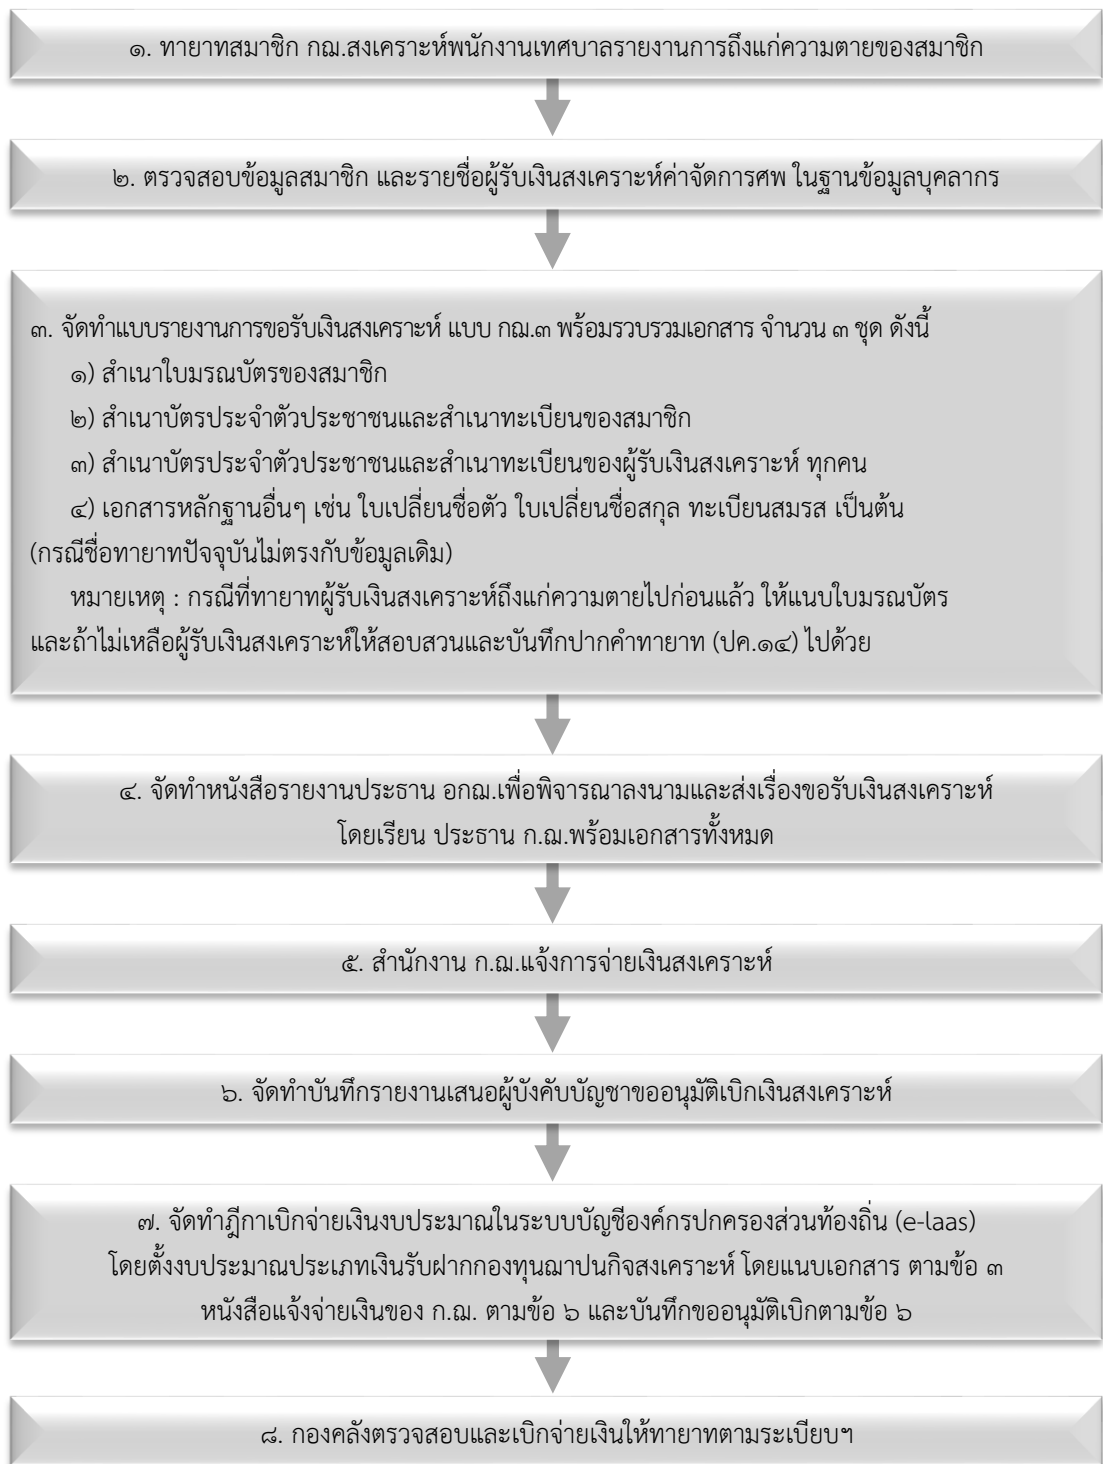 ๑. ทายาทสมาชิก กฌ.สงเคราะห์พนักงานเทศบาลรายงานการถึงแก่ความตายของสมาชิก
๒. ตรวจสอบข้อมูลสมาชิก และรายชื่อผู้รับเงินสงเคราะห์ค่าจัดการศพ ในฐานข้อมูลบุคลากร
๓. จัดทำแบบรายงานการขอรับเงินสงเคราะห์ แบบ กฌ.๓ พร้อมรวบรวมเอกสาร จำนวน ๓ ชุด ดังนี้
๑) สำเนาใบมรณบัตรของสมาชิก
๒) สำเนาบัตรประจำตัวประชาชนและสำเนาทะเบียนของสมาชิก
๓) สำเนาบัตรประจำตัวประชาชนและสำเนาทะเบียนของผู้รับเงินสงเคราะห์ ทุกคน
๔) เอกสารหลักฐานอื่นๆ เช่น ใบเปลี่ยนชื่อตัว ใบเปลี่ยนชื่อสกุล ทะเบียนสมรส เป็นต้น
(กรณีชื่อทายาทปัจจุบันไม่ตรงกับข้อมูลเดิม)
หมายเหตุ : กรณีที่ทายาทผู้รับเงินสงเคราะห์ถึงแก่ความตายไปก่อนแล้ว ให้แนบใบมรณบัตร
และถ้าไม่เหลือผู้รับเงินสงเคราะห์ให้สอบสวนและบันทึกปากคำทายาท (ปค.๑๔) ไปด้วย
๔. จัดทำหนังสือรายงานประธาน อกฌ.เพื่อพิจารณาลงนามและส่งเรื่องขอรับเงินสงเคราะห์
โดยเรียน ประธาน ก.ฌ.พร้อมเอกสารทั้งหมด
๕. สำนักงาน ก.ฌ.แจ้งการจ่ายเงินสงเคราะห์
๖. จัดทำบันทึกรายงานเสนอผู้บังคับบัญชาขออนุมัติเบิกเงินสงเคราะห์
๗. จัดทำฎีกาเบิกจ่ายเงินงบประมาณในระบบบัญชีองค์กรปกครองส่วนท้องถิ่น (e-laas)
โดยตั้งงบประมาณประเภทเงินรับฝากกองทุนฌาปนกิจสงเคราะห์ โดยแนบเอกสาร ตามข้อ ๓
หนังสือแจ้งจ่ายเงินของ ก.ฌ. ตามข้อ ๖ และบันทึกขออนุมัติเบิกตามข้อ ๖
๘. กองคลังตรวจสอบและเบิกจ่ายเงินให้ทายาทตามระเบียบฯ